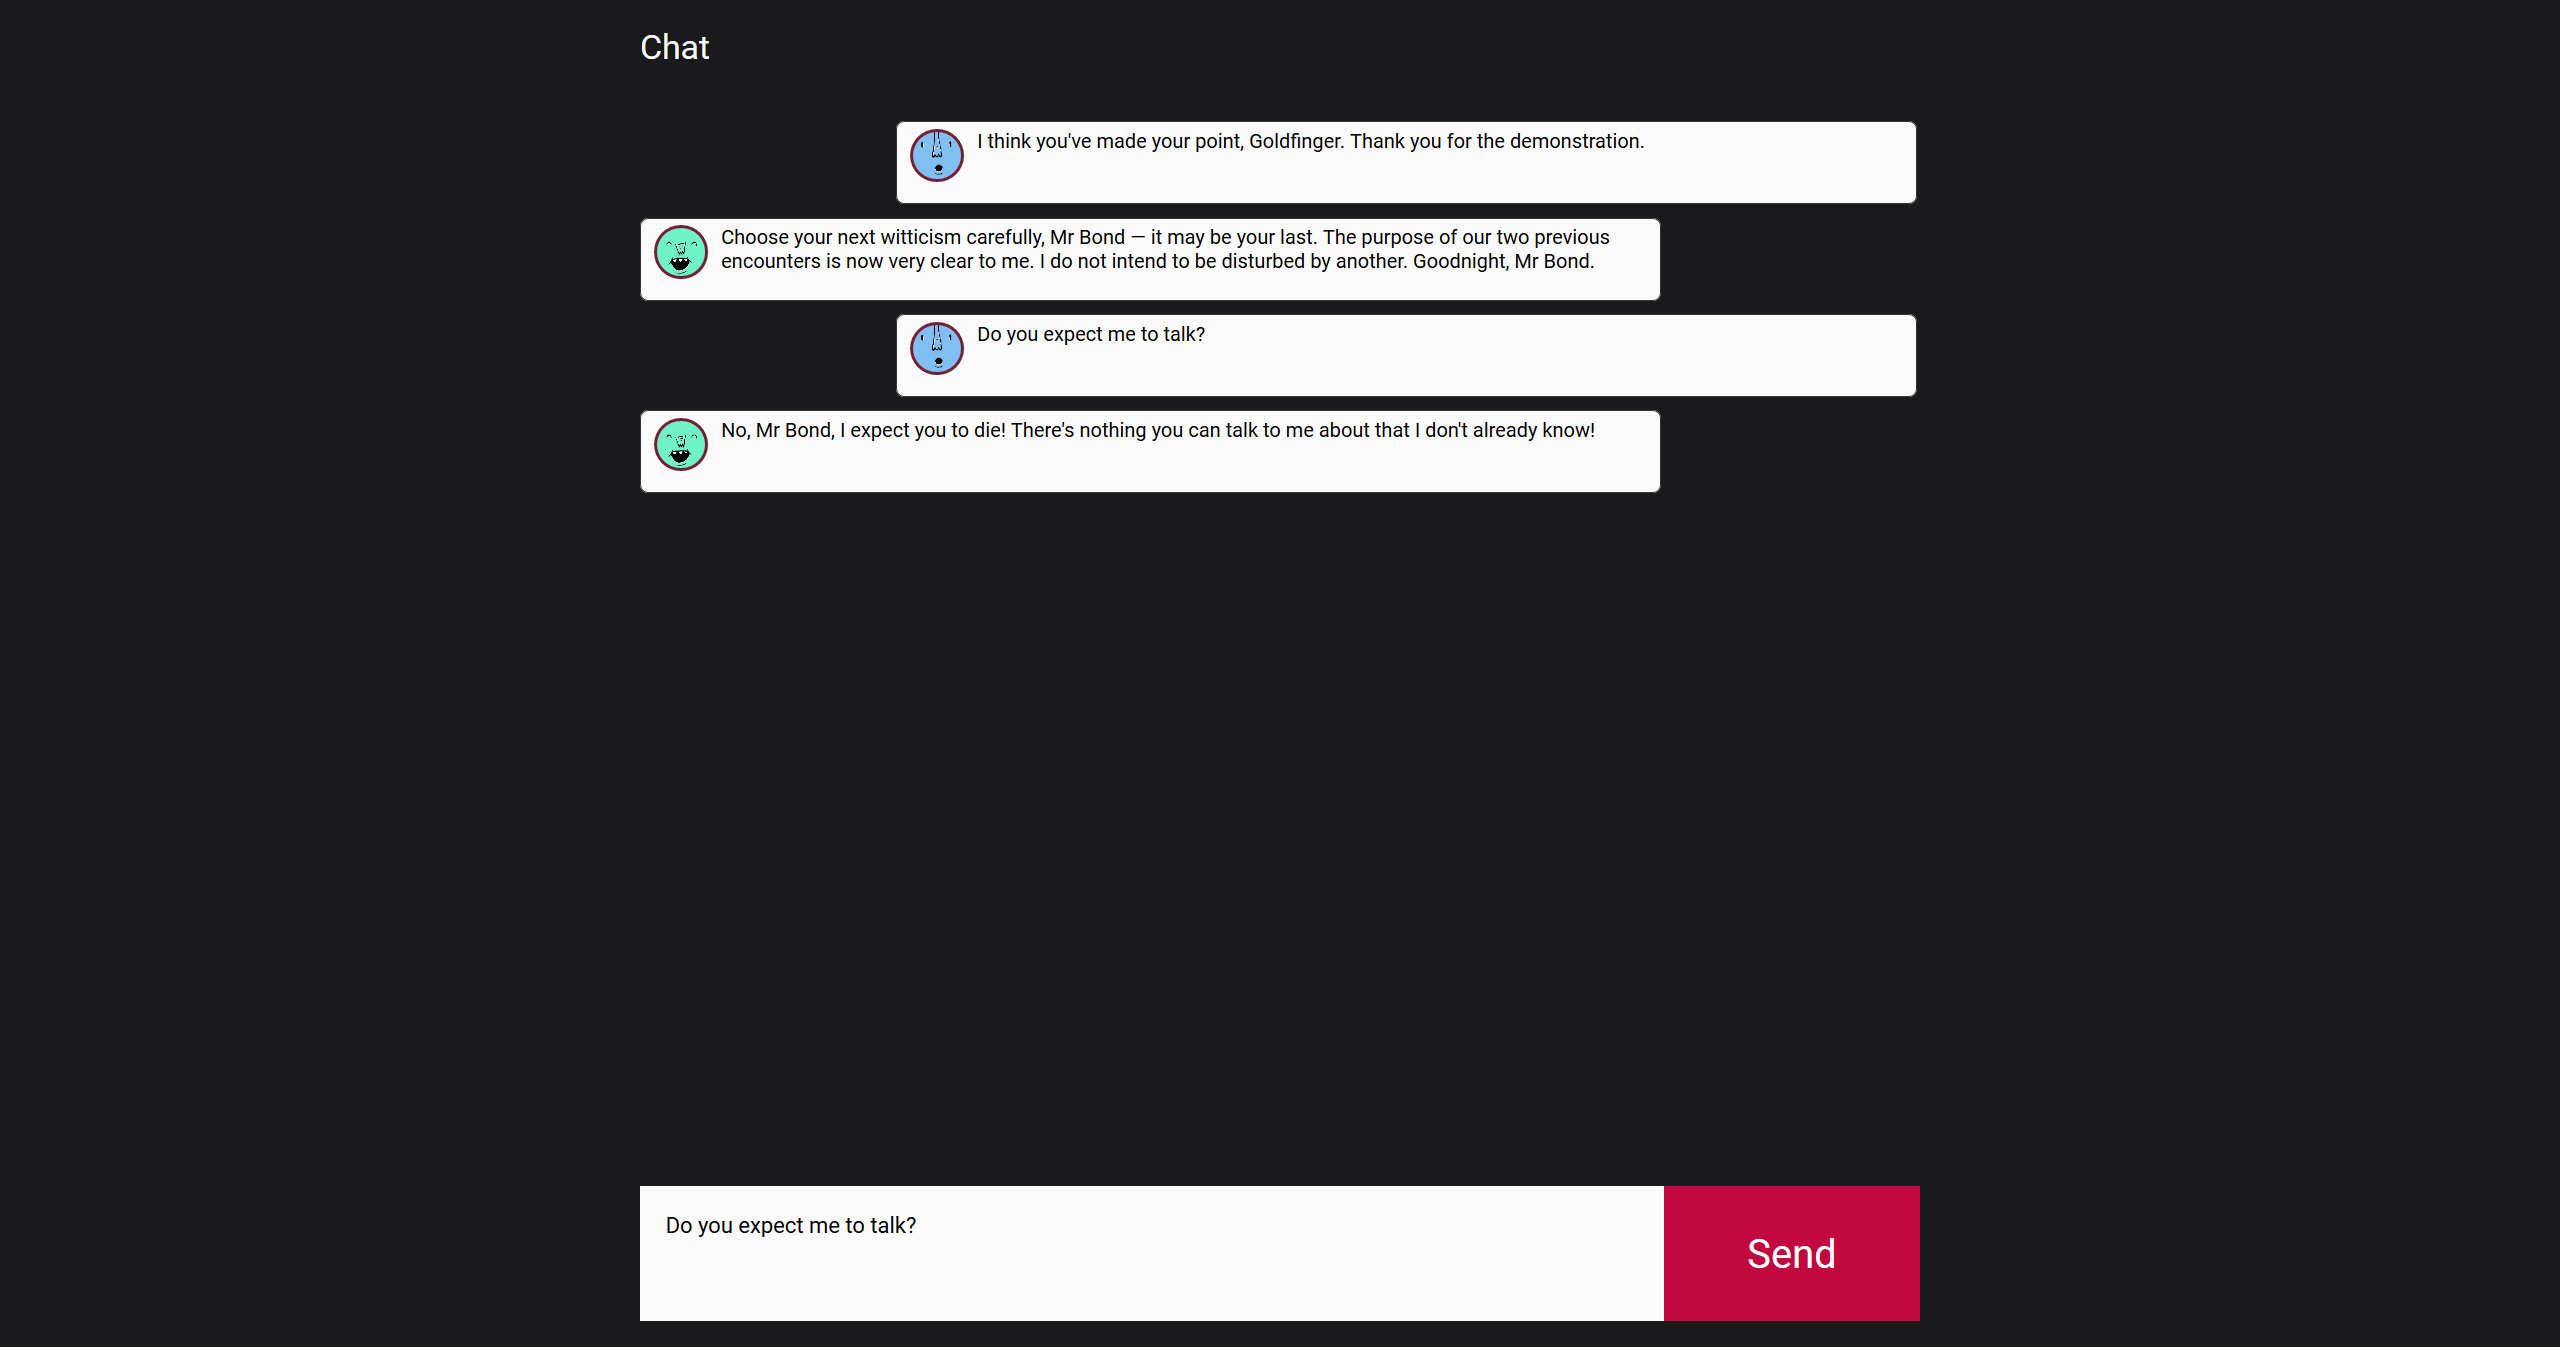 Chat
I think you've made your point, Goldfinger. Thank you for the demonstration.
Choose your next witticism carefully, Mr Bond — it may be your last. The purpose of our two previous
encounters is now very clear to me. I do not intend to be disturbed by another. Goodnight, Mr Bond.
Do you expect me to talk?
No, Mr Bond, I expect you to die! There's nothing you can talk to me about that I don't already know!
Do you expect me to talk?
Send